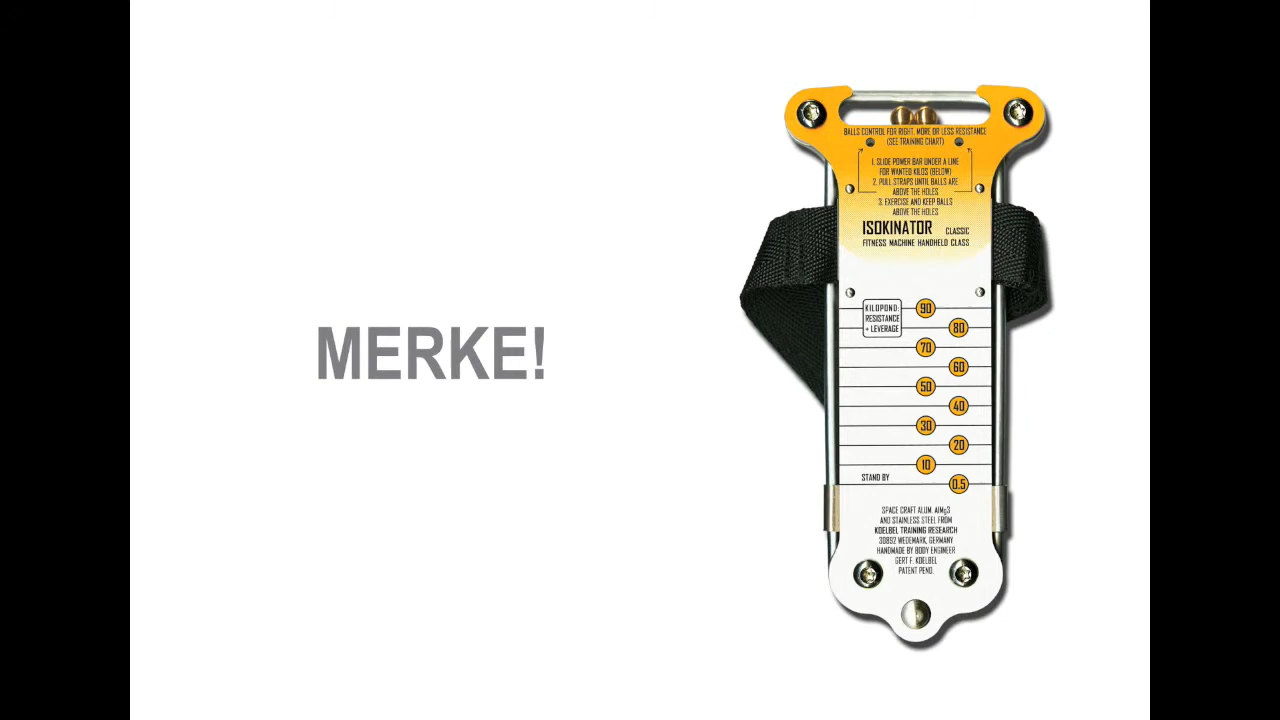 MERKE!
BALLS CONTROL FOR RIGHT, MORE OR LESS RESISTANCE
(SEE TRAINING CHART)
1. SLIDE POWER BAR UNDER A LINE
FOR WANTED KILOS (BELOW)
2. PULL STRAPS UNTIL BALLS ARE
ABOVE THE HOLES
3. EXERCISE AND KEEP BALLS
ABOVE THE HOLES
ISOKINATOR CLASSIC
FITNESS MACHINE HANDHELD CLASS
KILOPOND:
RESISTANCE
+ LEVERAGE
90
80
70
60
50
40
30
20
10
STAND BY
0.5
SPACE CRAFT ALUM. AlMg3
AND STAINLESS STEEL FROM
KOELBEL TRAINING RESEARCH
30892 WEDEMARK, GERMANY
HANDMADE BY BODY ENGINEER
GERT F. KOELBEL
PATENT PEND.